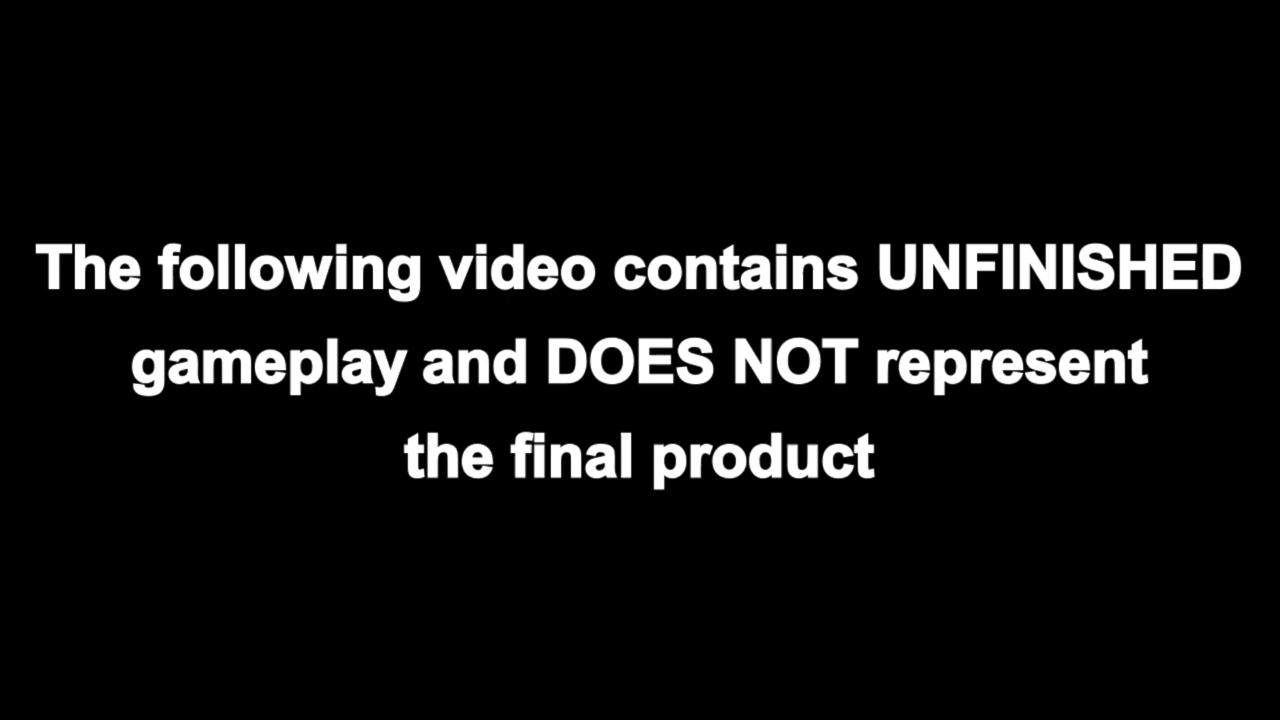 The following video contains UNFINISHED
gameplay and DOES NOT represent
the final product